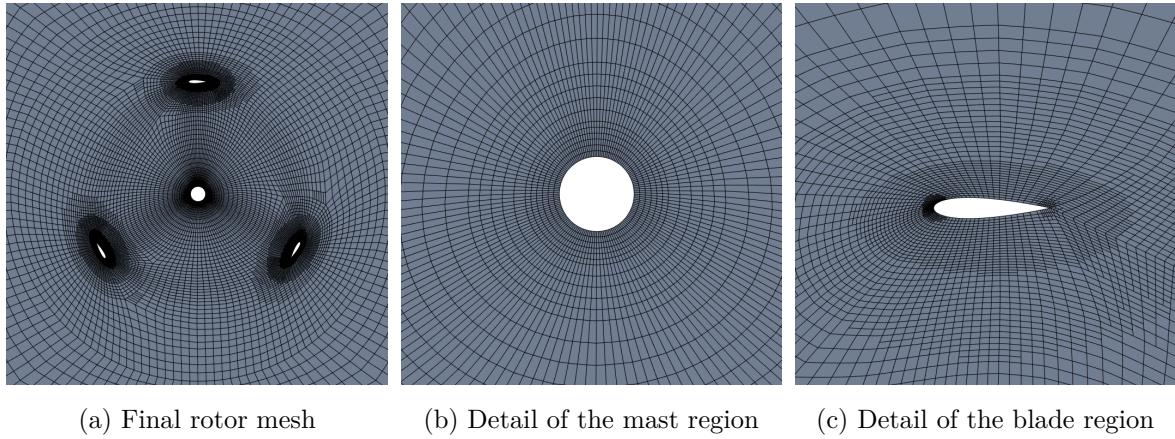 (a) Final rotor mesh
(b) Detail of the mast region
(c) Detail of the blade region